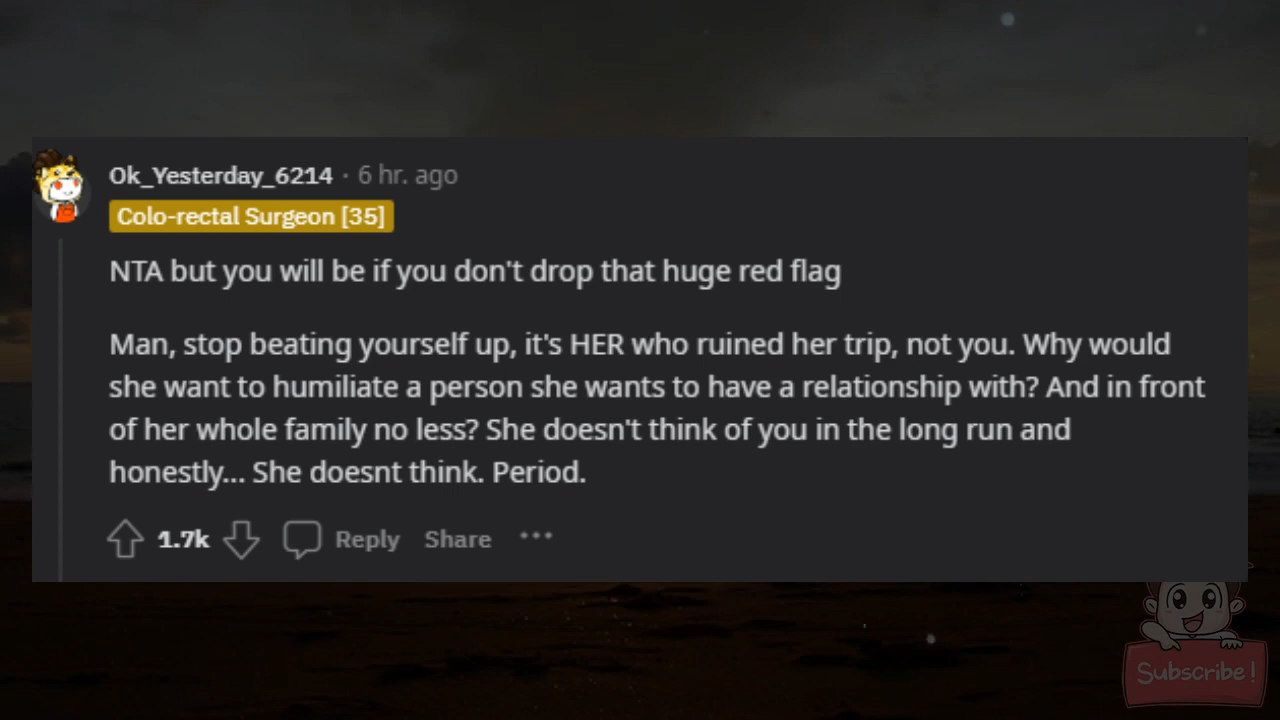 Ok_Yesterday_6214 · 6 hr. ago
Colo-rectal Surgeon [35]
NTA but you will be if you don't drop that huge red flag
Man, stop beating yourself up, it's HER who ruined her trip, not you. Why would
she want to humiliate a person she wants to have a relationship with? And in front
of her whole family no less? She doesn't think of you in the long run and
honestly... She doesnt think. Period.
1.7k Reply Share ···
Subscribe!